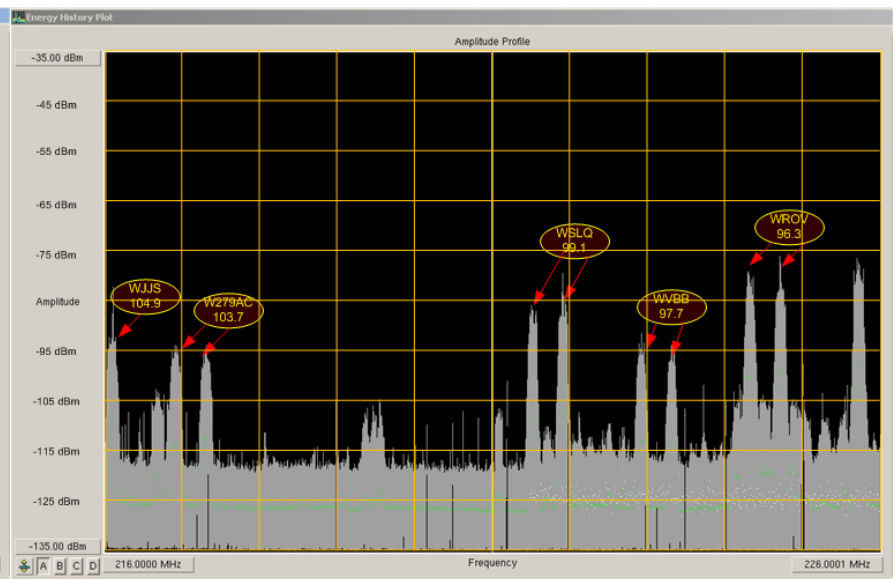 Energy History Plot
Amplitude Profile
-35.00 dBm
-45 dBm
-55 dBm
-65 dBm
-75 dBm
Amplitude
-95 dBm
-105 dBm
-115 dBm
-125 dBm
-135.00 dBm
WJJS
104.9
W279AC
103.7
WSLQ
99.1
WVBB
97.7
WROV
96.3
A B C D
216.0000 MHz
Frequency
226.0001 MHz